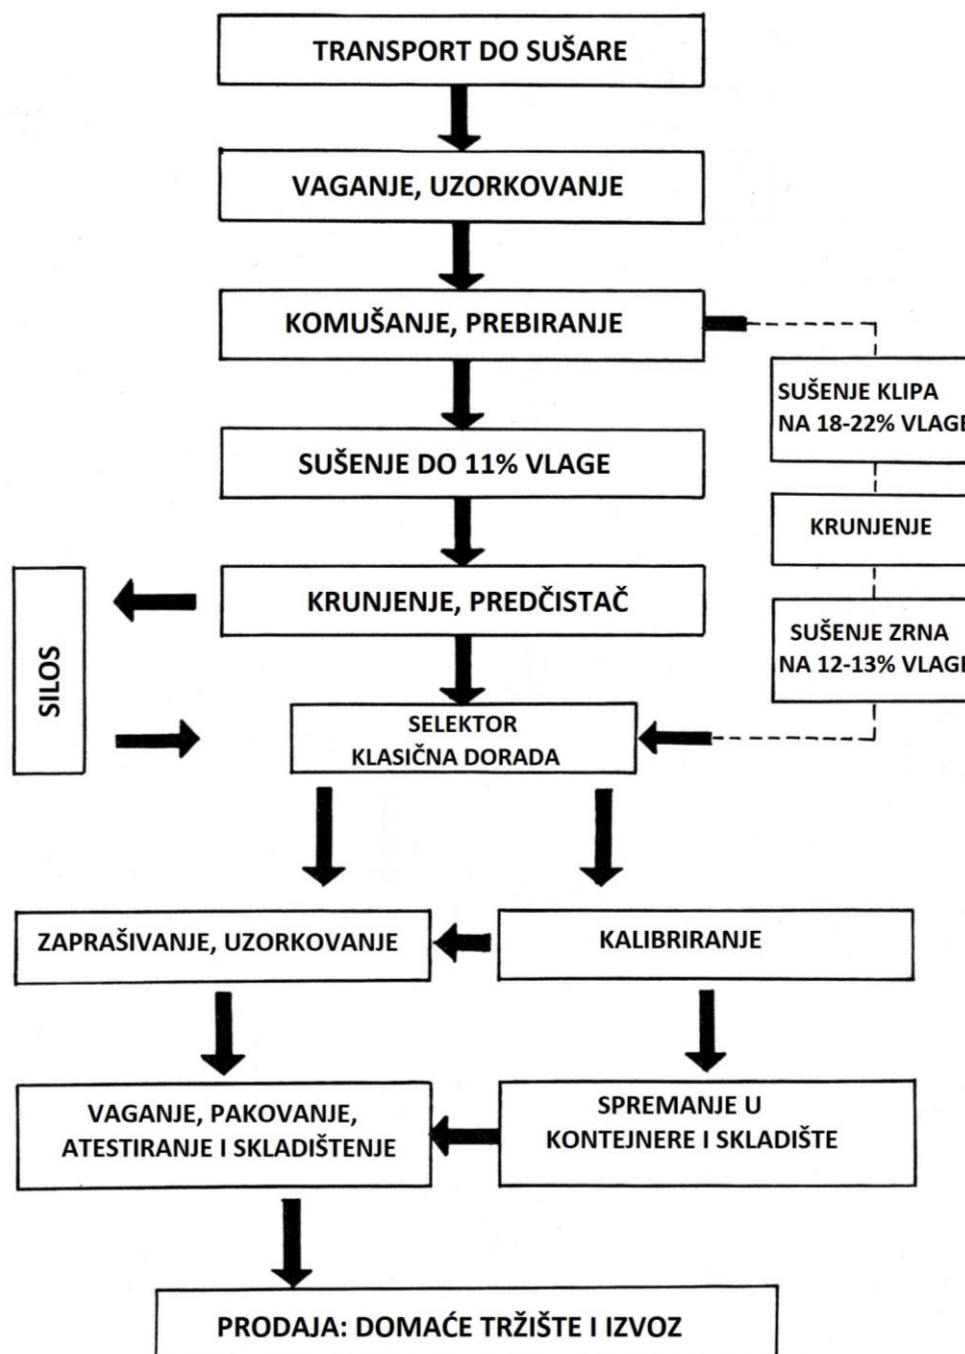 TRANSPORT DO SUŠARE
VAGANJE, UZORKOVANJE
KOMUŠANJE, PREBIRANJE
SUŠENJE KLIPA
NA 18-22% VLAGE
SUŠENJE DO 11% VLAGE
KRUNJENJE
KRUNJENJE, PREDČISTAČ
SUŠENJE ZRNA
NA 12-13% VLAGE
SILOS
SELEKTOR
KLASIČNA DORADA
ZAPRAŠIVANJE, UZORKOVANJE
KALIBRIRANJE
VAGANJE, PAKOVANJE,
ATESTIRANJE I SKLADIŠTENJE
SPREMANJE U
KONTEJNERE I SKLADIŠTE
PRODAJA: DOMAĆE TRŽIŠTE I IZVOZ